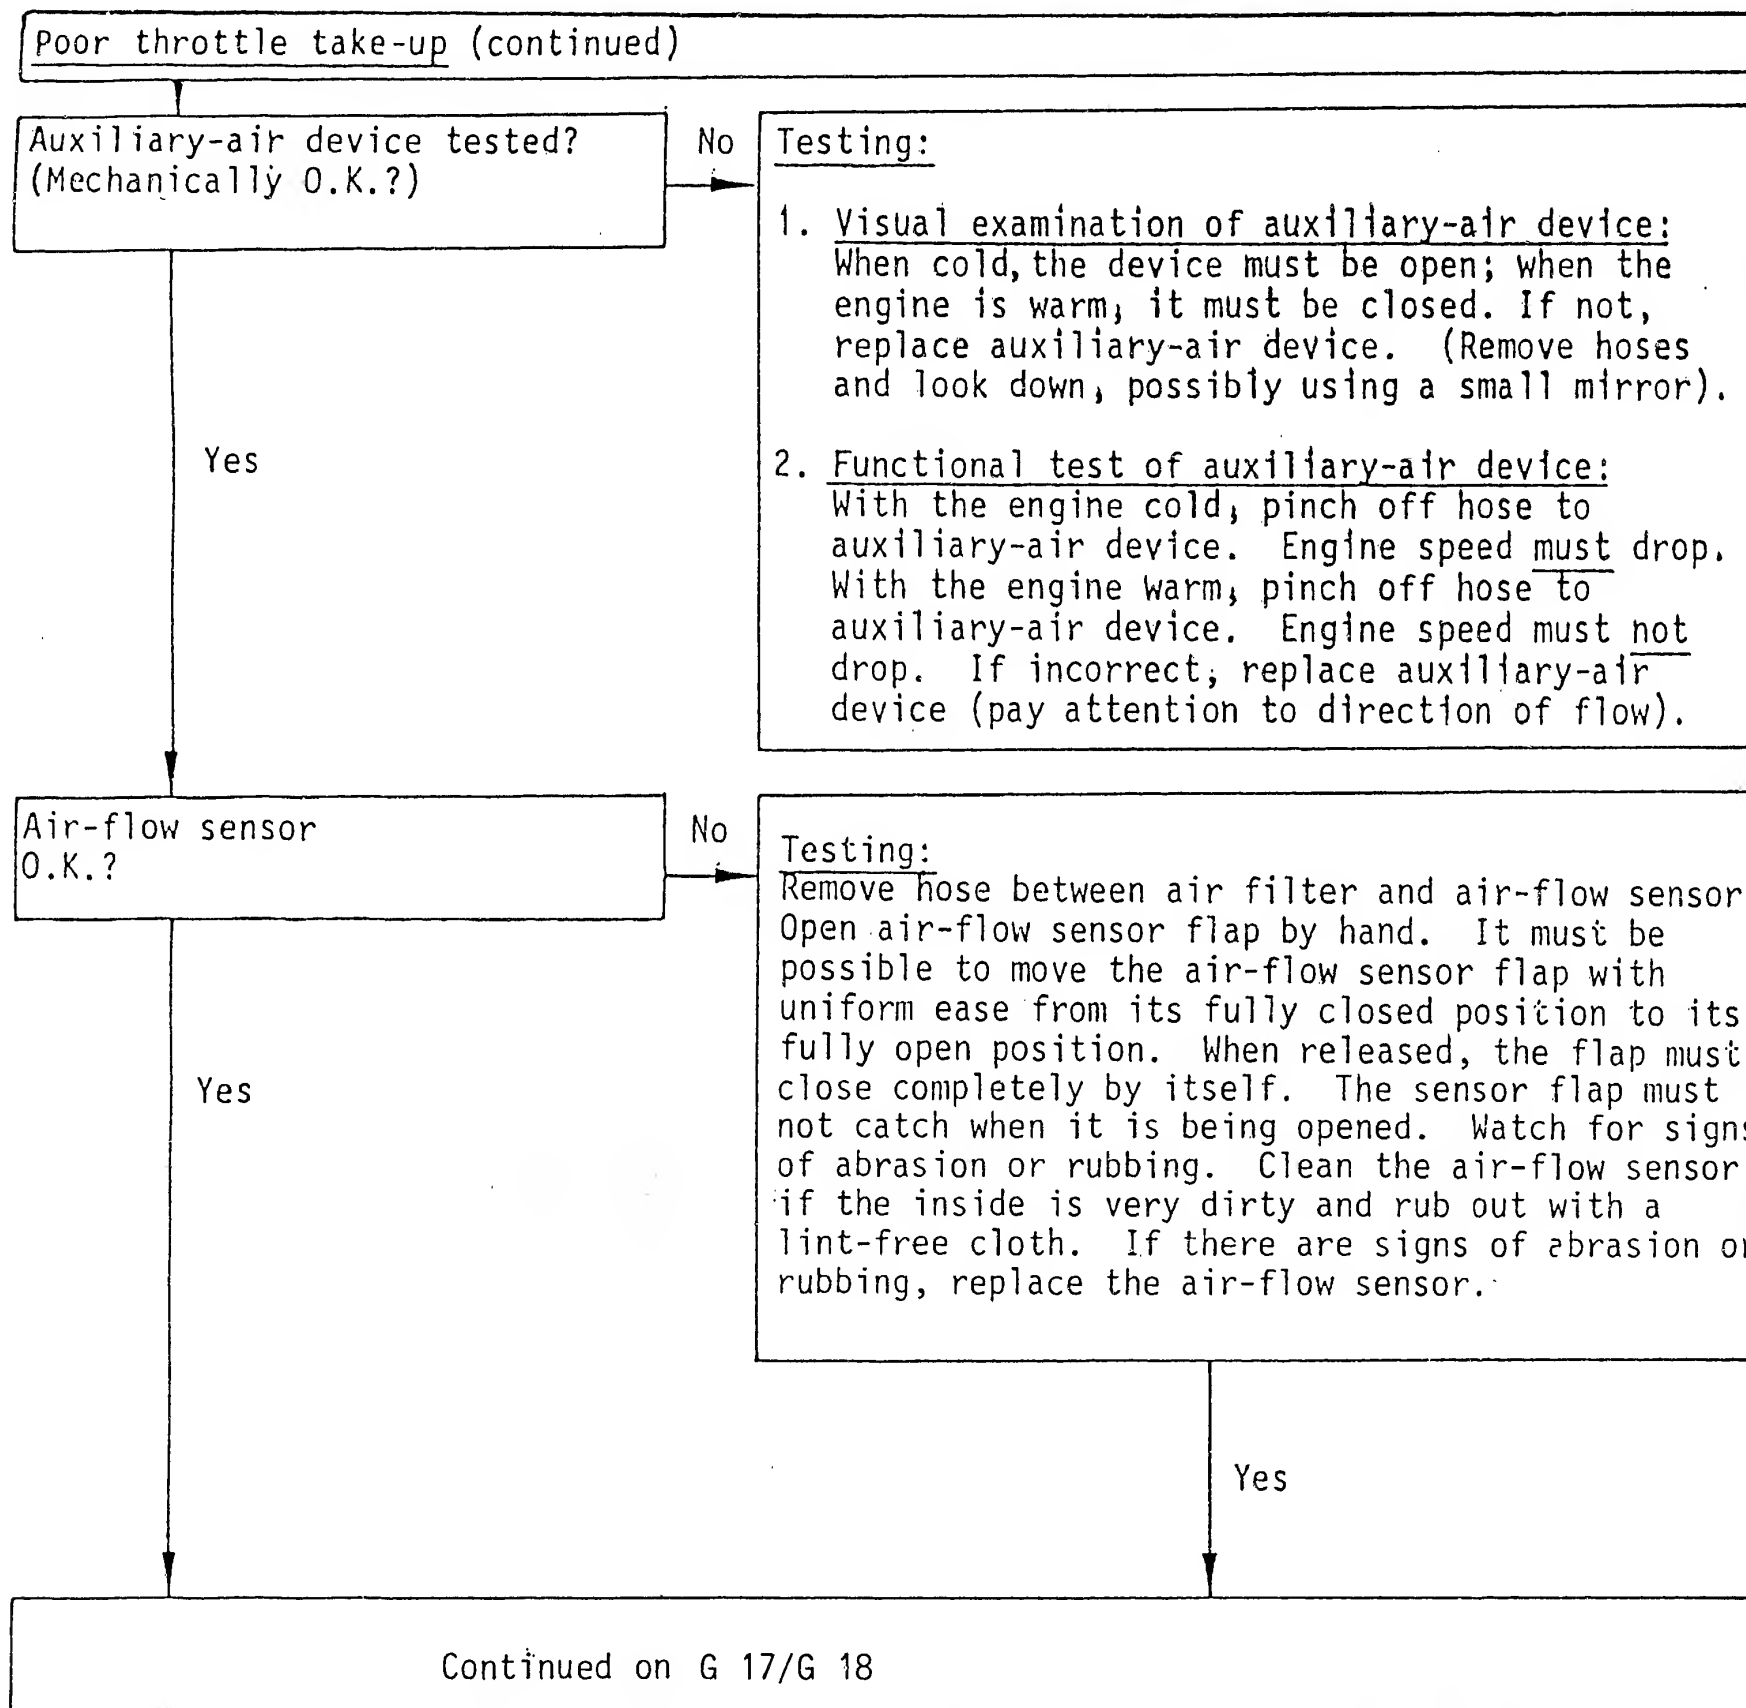 Poor throttle take-up (continued)
Auxiliary-air device tested?
(Mechanically O.K.?)
No
Testing:
1. Visual examination of auxiliary-air device:
When cold, the device must be open; when the
engine is warm, it must be closed. If not,
replace auxiliary-air device. (Remove hoses
and look down, possibly using a small mirror).
2. Functional test of auxiliary-air device:
With the engine cold, pinch off hose to
auxiliary-air device. Engine speed must drop.
With the engine warm, pinch off hose to
auxiliary-air device. Engine speed must not
drop. If incorrect, replace auxiliary-air
device (pay attention to direction of flow).
Yes
Air-flow sensor
O.K.?
No
Testing:
Remove hose between air filter and air-flow sensor
Open air-flow sensor flap by hand. It must be
possible to move the air-flow sensor flap with
uniform ease from its fully closed position to its
fully open position. When released, the flap must
close completely by itself. The sensor flap must
not catch when it is being opened. Watch for signs
of abrasion or rubbing. Clean the air-flow sensor
if the inside is very dirty and rub out with a
lint-free cloth. If there are signs of abrasion or
rubbing, replace the air-flow sensor.
Yes
Yes
Continued on G 17/G 18